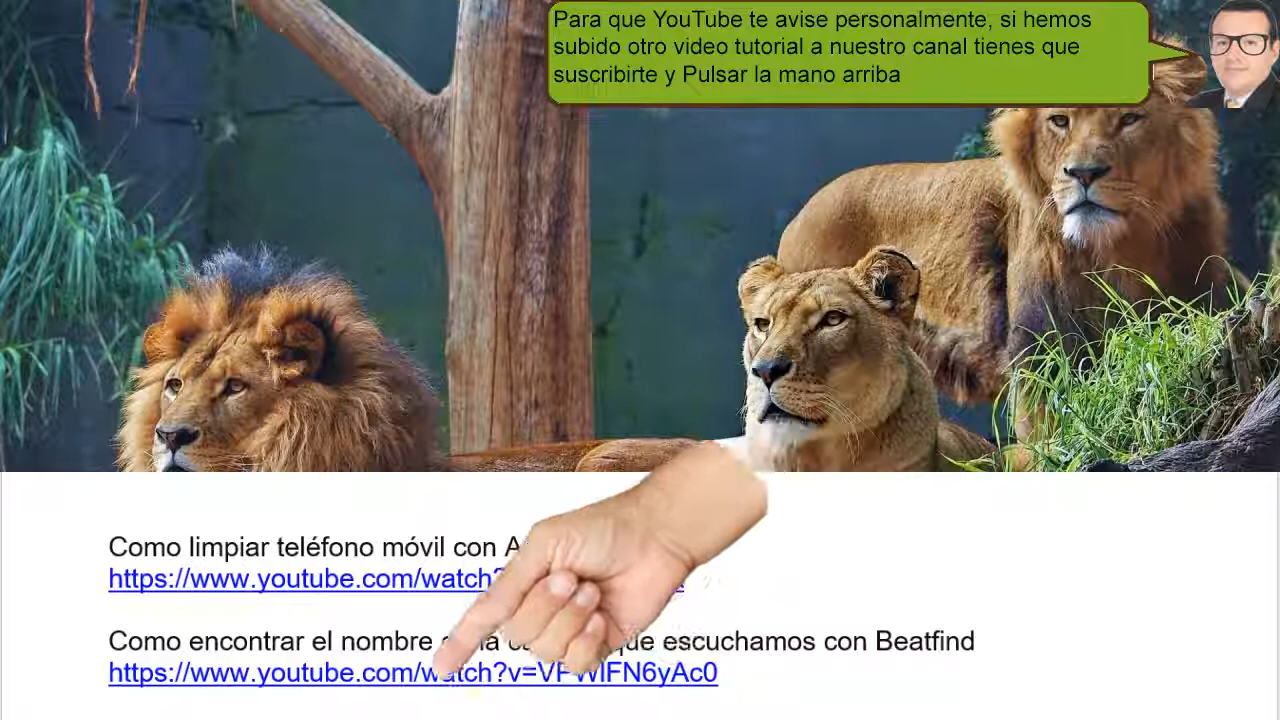 Para que YouTube te avise personalmente, si hemos
subido otro video tutorial a nuestro canal tienes que
suscribirte y Pulsar la mano arriba
Como limpiar teléfono móvil con
https://www.youtube.com/watch?
Como encontrar el nombre que escuchamos con Beatfind
https://www.youtube.com/watch?v=VPWlFN6yAc0